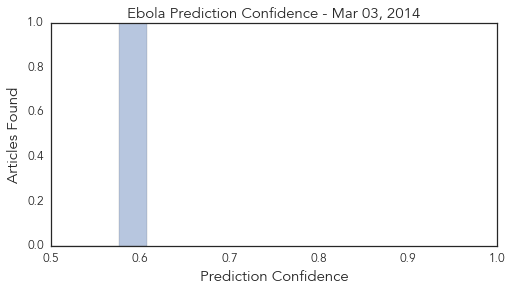 Ebola Prediction Confidence - Mar 03, 2014
1.0
0.8
0.6
0.4
0.2
0.0
Articles Found
0.5 0.6 0.7 0.8 0.9 1.0
Prediction Confidence